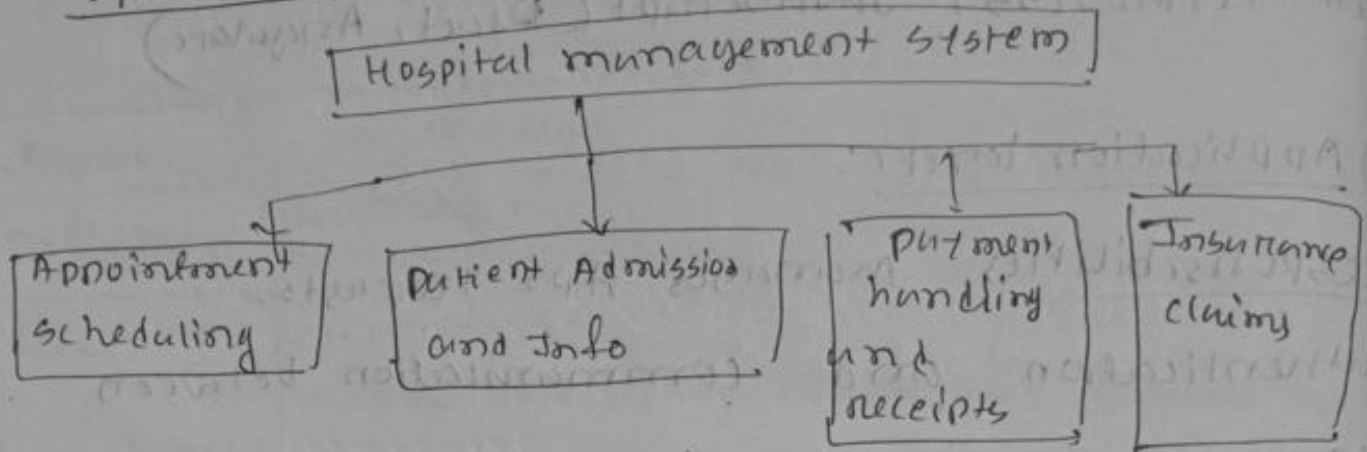 Hospital management system
Appointment
scheduling
Patient Admission
and Info
payment
handling
and
receipts
Insurance
claims